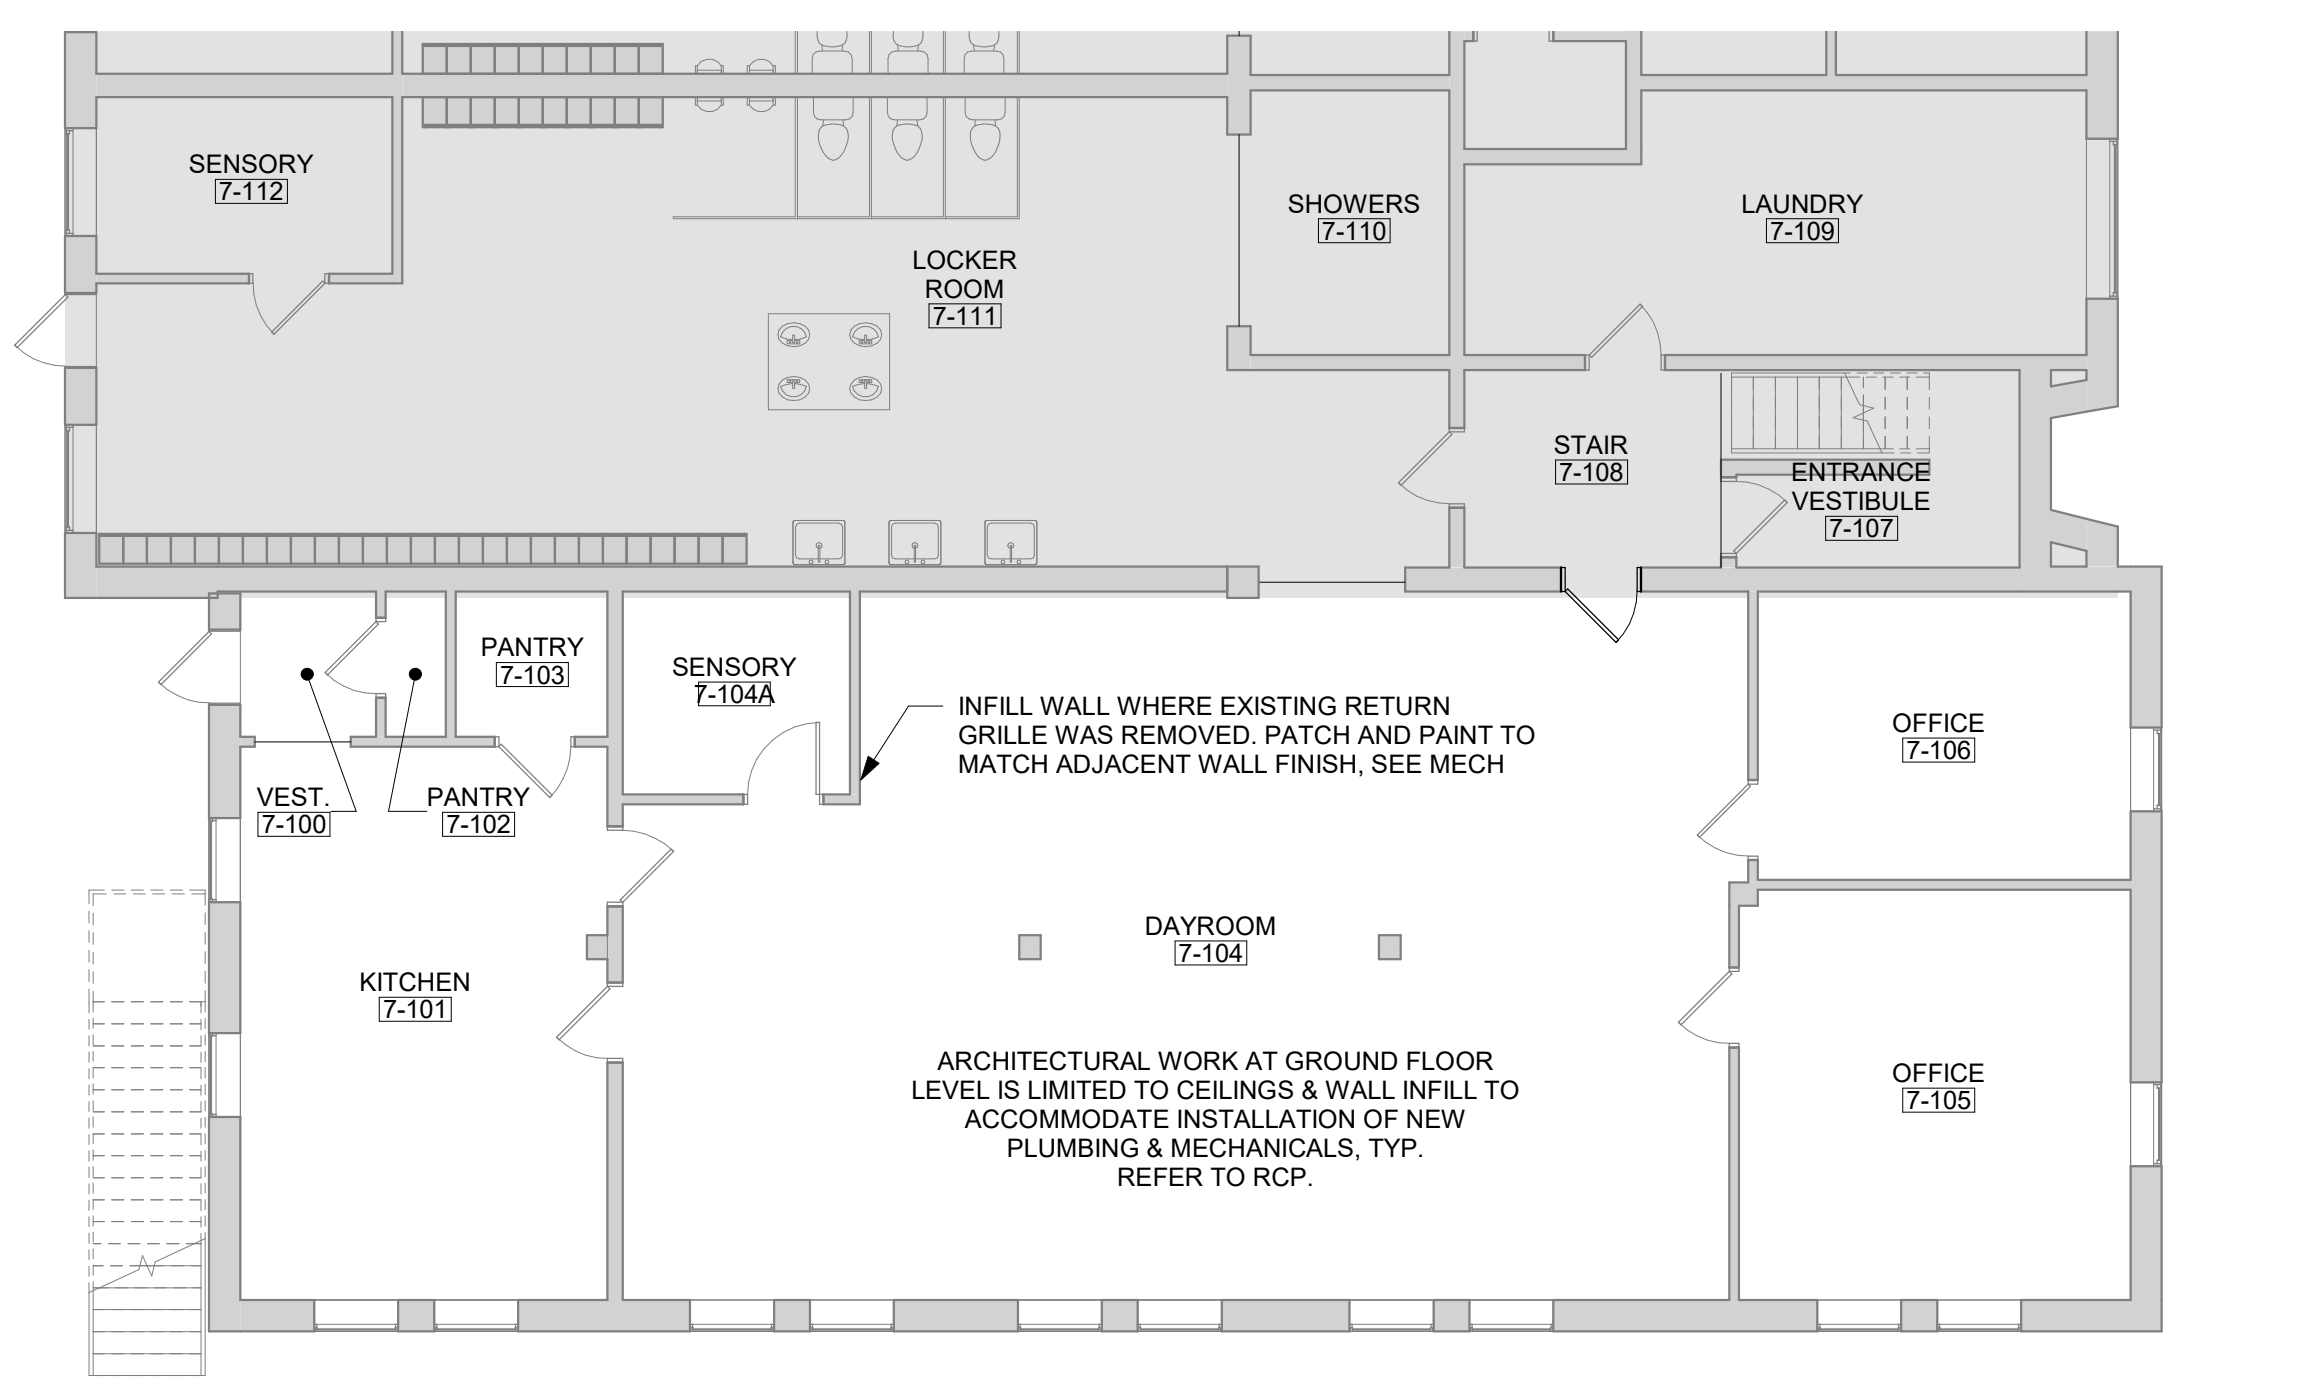 SENSORY
7-112
SHOWERS
7-110
LAUNDRY
7-109
LOCKER
ROOM
7-111
STAIR
7-108
ENTRANCE
VESTIBULE
7-107
PANTRY
7-103
SENSORY
7-104A
INFILL WALL WHERE EXISTING RETURN
GRILLE WAS REMOVED. PATCH AND PAINT TO
MATCH ADJACENT WALL FINISH, SEE MECH
OFFICE
7-106
VEST.
7-100
PANTRY
7-102
DAYROOM
7-104
KITCHEN
7-101
ARCHITECTURAL WORK AT GROUND FLOOR
LEVEL IS LIMITED TO CEILINGS & WALL INFILL TO
ACCOMMODATE INSTALLATION OF NEW
PLUMBING & MECHANICALS, TYP.
REFER TO RCP.
OFFICE
7-105